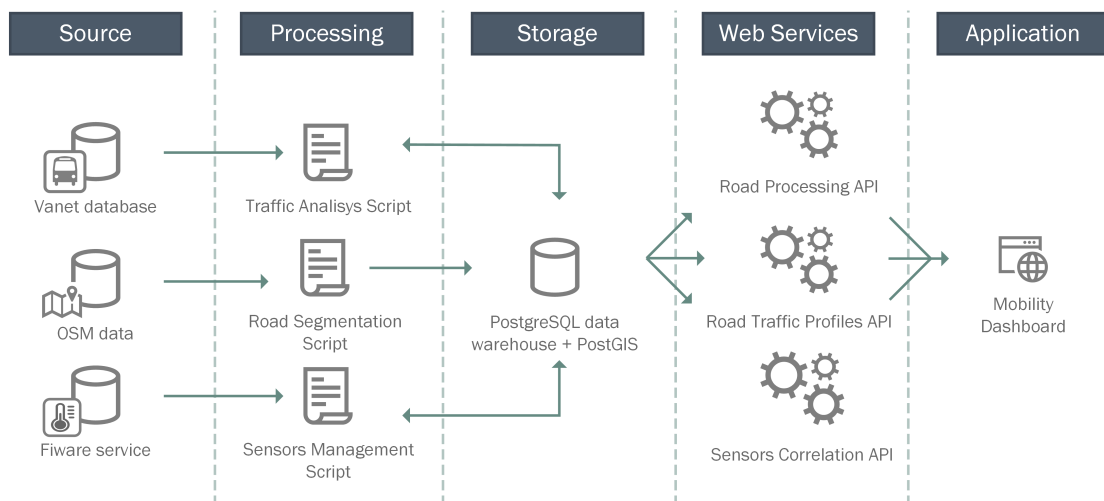 Source
Processing
Storage
Web Services
Application
Vanet database
Traffic Analisys Script
Road Processing API
OSM data
Road Segmentation
Script
PostgreSQL data
warehouse + PostGIS
Road Traffic Profiles API
Mobility
Dashboard
Fiware service
Sensors Management
Script
Sensors Correlation API